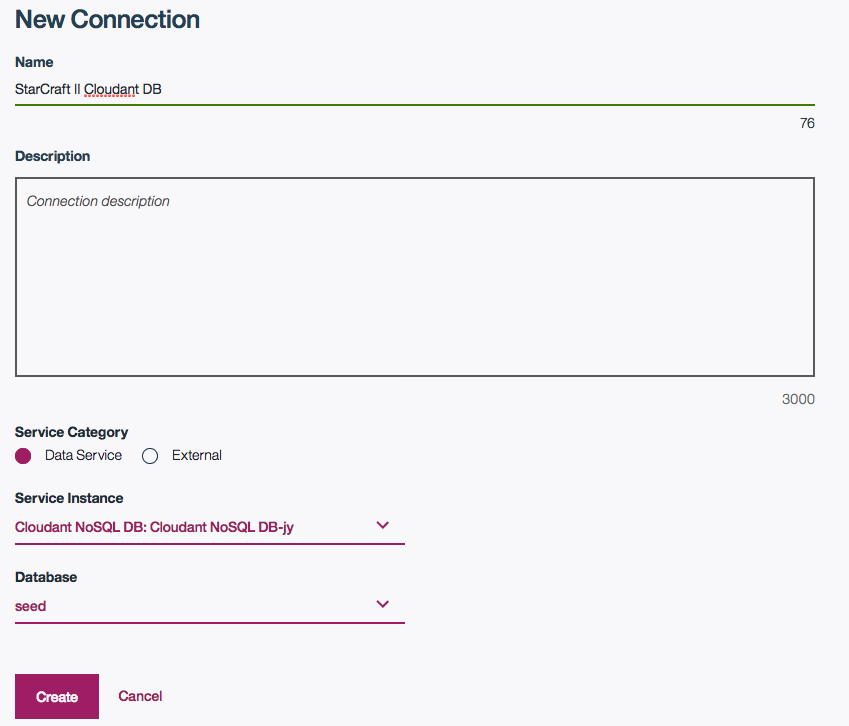 New Connection
Name
StarCraft II Cloudant DB
76
Description
Connection description
3000
Service Category
Data Service External
Service Instance
Cloudant NoSQL DB: Cloudant NoSQL DB-jy
Database
seed
Create Cancel